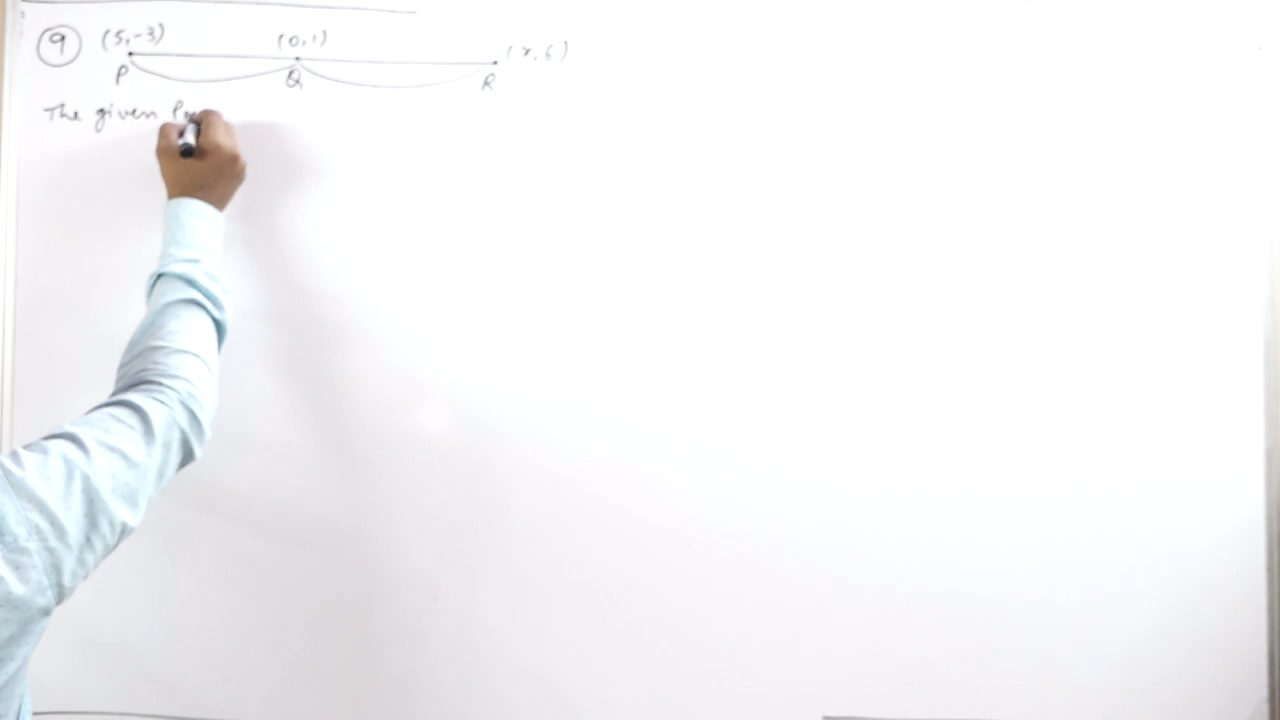 9 (5,-3) (0,1) (x,6)
P Q R
The given